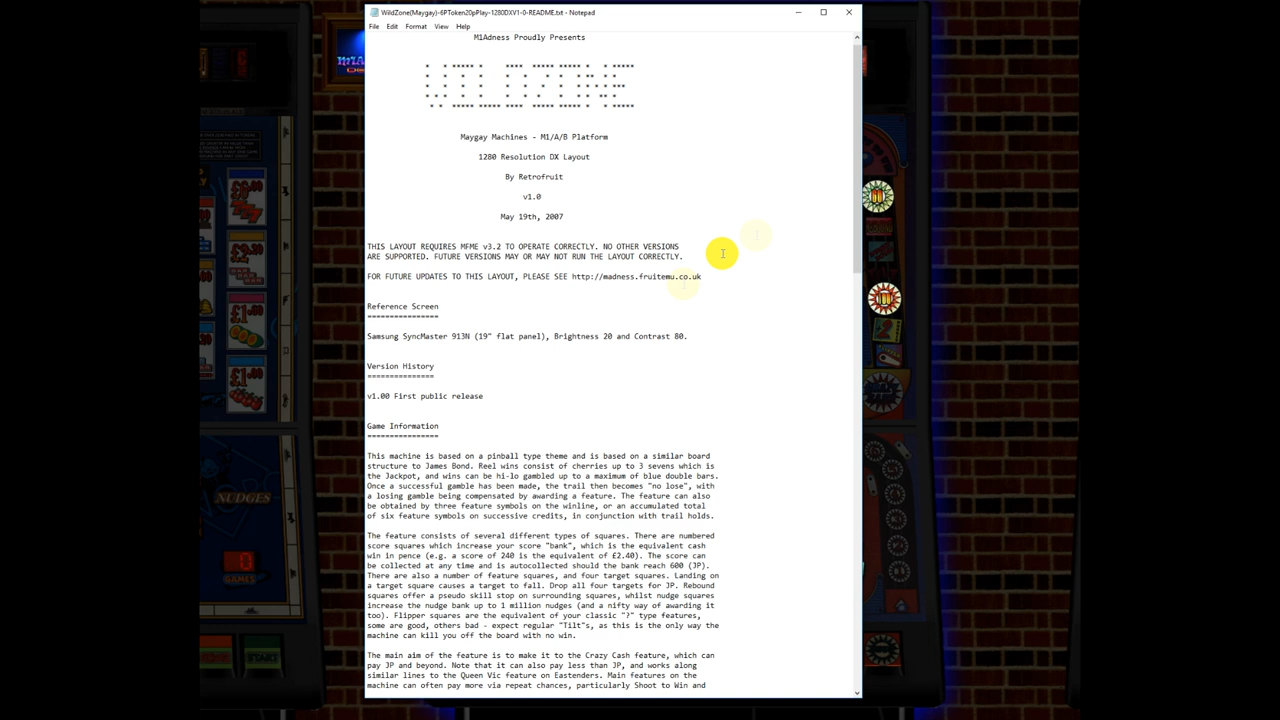 WildZone(Maygay)-6PToken20pPlay-1280DXV1-0-README.txt - Notepad
File Edit Format View Help
M1Adness Proudly Presents
Maygay Machines - M1/A/B Platform
1280 Resolution DX Layout
By Retrofruit
v1.0
May 19th, 2007
THIS LAYOUT REQUIRES MFME v3.2 TO OPERATE CORRECTLY. NO OTHER VERSIONS
ARE SUPPORTED. FUTURE VERSIONS MAY OR MAY NOT RUN THE LAYOUT CORRECTLY.
FOR FUTURE UPDATES TO THIS LAYOUT, PLEASE SEE http://madness.fruitemu.co.uk
Reference Screen
================
Samsung SyncMaster 913N (19" flat panel), Brightness 20 and Contrast 80.
Version History
===============
v1.00 First public release
Game Information
================
This machine is based on a pinball type theme and is based on a similar board
structure to James Bond. Reel wins consist of cherries up to 3 sevens which is
the Jackpot, and wins can be hi-lo gambled up to a maximum of blue double bars.
Once a successful gamble has been made, the trail then becomes "no lose", with
a losing gamble being compensated by awarding a feature. The feature can also
be obtained by three feature symbols on the winline, or an accumulated total
of six feature symbols on successive credits, in conjunction with trail holds.
The feature consists of several different types of squares. There are numbered
score squares which increase your score "bank", which is the equivalent cash
win in pence (e.g. a score of 240 is the equivalent of £2.40). The score can
be collected at any time and is autocollected should the bank reach 600 (JP).
There are also a number of feature squares, and four target squares. Landing on
a target square causes a target to fall. Drop all four targets for JP. Rebound
squares offer a pseudo skill stop on surrounding squares, whilst nudge squares
increase the nudge bank up to 1 million nudges (and a nifty way of awarding it
too). Flipper squares are the equivalent of your classic "?" type features,
some are good, others bad - expect regular "Tilt"s, as this is the only way the
machine can kill you off the board with no win.
The main aim of the feature is to make it to the Crazy Cash feature, which can
pay JP and beyond. Note that it can also pay less than JP, and works along
similar lines to the Queen Vic feature on Eastenders. Main features on the
machine can often pay more via repeat chances, particularly Shoot to Win and
NUDGES
0
GAMES
START